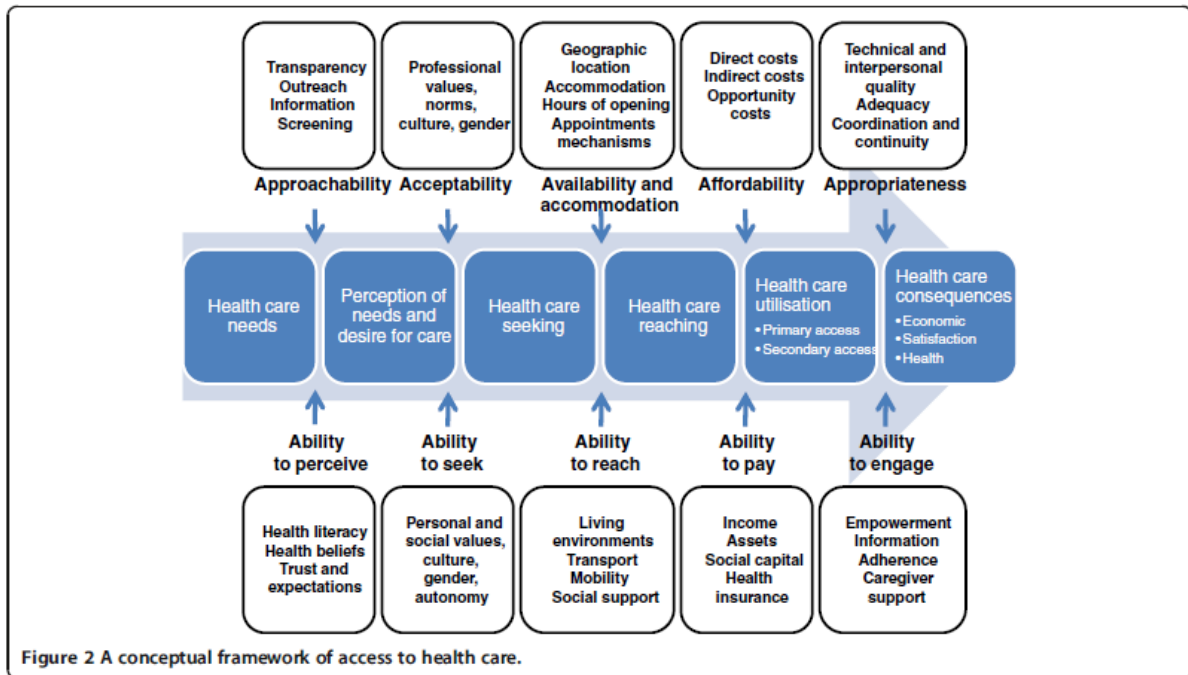 Transparency
Outreach
Information
Screening
Professional
values,
norms,
culture, gender
Geographic
location
Accommodation
Hours of opening
Appointments
mechanisms
Direct costs
Indirect costs
Opportunity
costs
Technical and
interpersonal
quality
Adequacy
Coordination and
continuity
Approachability
Acceptability
Availability and
accommodation
Affordability
Appropriateness
Health care
needs
Perception of
needs and
desire for care
Health care
seeking
Health care
reaching
Health care
utilisation
• Primary access
• Secondary access
Health care
consequences
• Economic
• Satisfaction
• Health
Ability
to perceive
Ability
to seek
Ability
to reach
Ability
to pay
Ability
to engage
Health literacy
Health beliefs
Trust and
expectations
Personal and
social values,
culture,
gender,
autonomy
Living
environments
Transport
Mobility
Social support
Income
Assets
Social capital
Health
insurance
Empowerment
Information
Adherence
Caregiver
support
Figure 2 A conceptual framework of access to health care.